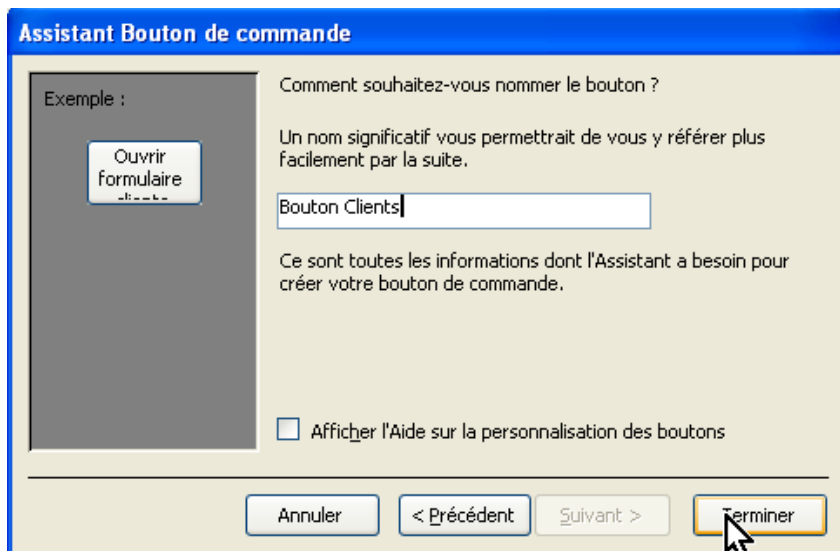 Assistant Bouton de commande
Exemple :
Ouvrir
formulaire
clients
Comment souhaitez-vous nommer le bouton ?
Un nom significatif vous permettrait de vous y référer plus
facilement par la suite.
Bouton Clients
Ce sont toutes les informations dont l'Assistant a besoin pour
créer votre bouton de commande.
Afficher l'Aide sur la personnalisation des boutons
Annuler
< Précédent
Suivant >
Terminer